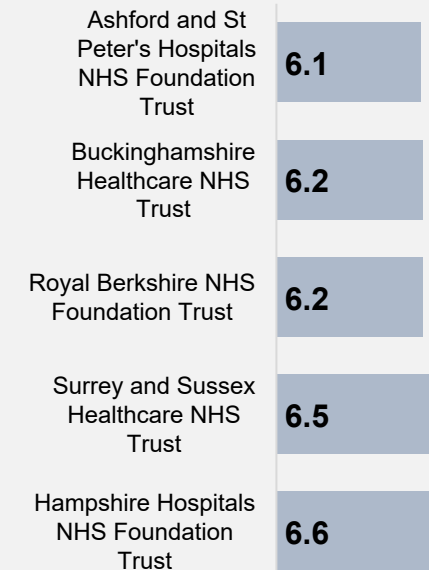 Ashford and St
Peter's Hospitals
NHS Foundation
Trust
6.1
Buckinghamshire
Healthcare NHS
Trust
6.2
Royal Berkshire NHS
Foundation Trust
6.2
Surrey and Sussex
Healthcare NHS
Trust
6.5
Hampshire Hospitals
NHS Foundation
Trust
6.6